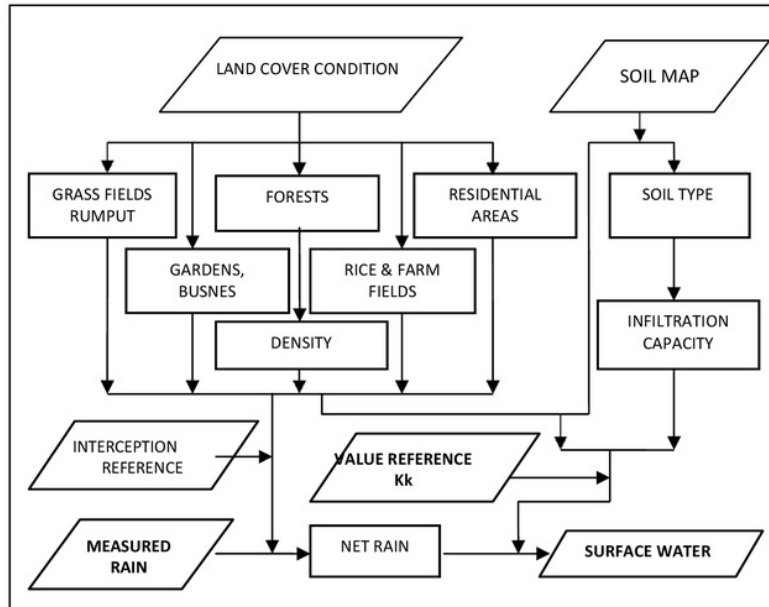 LAND COVER CONDITION
SOIL MAP
GRASS FIELDS
RUMPUT
FORESTS
RESIDENTIAL
AREAS
SOIL TYPE
GARDENS,
BUSNES
RICE & FARM
FIELDS
DENSITY
INFILTRATION
CAPACITY
INTERCEPTION
REFERENCE
VALUE REFERENCE
Kk
MEASURED
RAIN
NET RAIN
SURFACE WATER